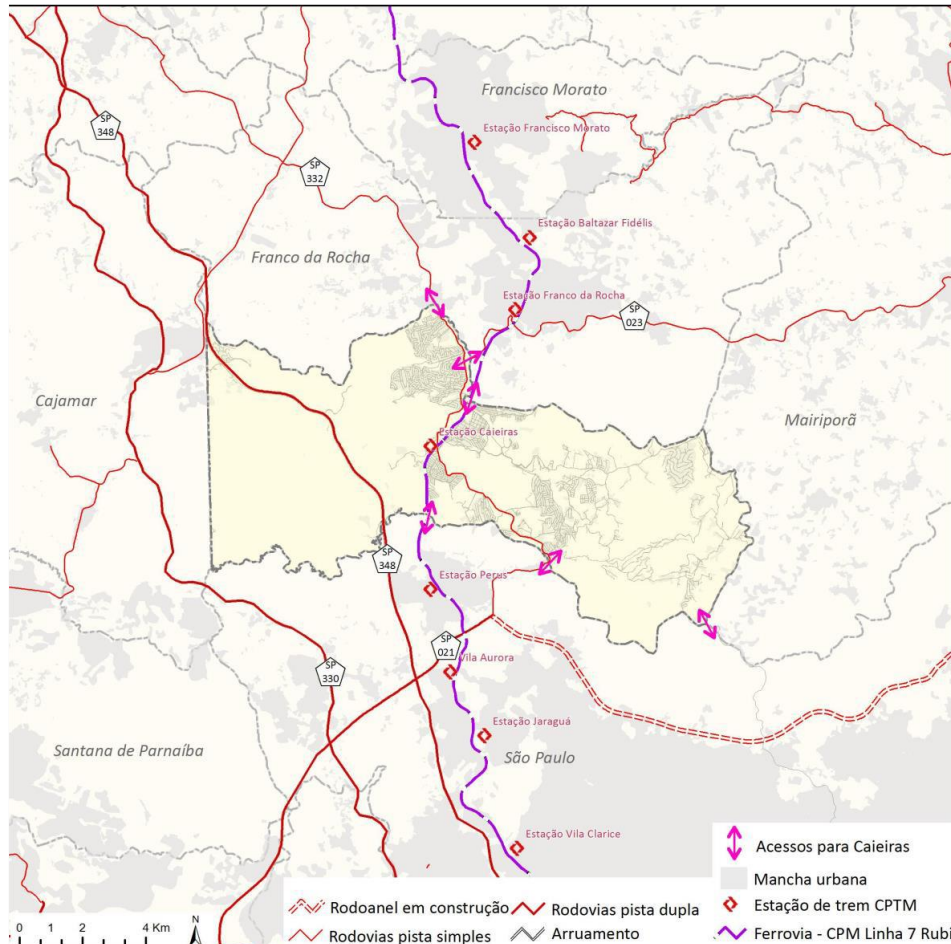 Francisco Morato
SP
348
Estação Francisco Morato
SP
332
Estação Baltazar Fidélis
Franco da Rocha
Estação Franco da Rocha
SP
023
Cajamar
Mairiporã
Estação Caieiras
SP
348
Estação Perus
SP
021
Vila Aurora
SP
330
Estação Jaraguá
Santana de Parnaíba
São Paulo
Estação Vila Clarice
Acessos para Caieiras
Mancha urbana
Rodoanel em construção
Rodovias pista dupla
Estação de trem CPTM
Rodovias pista simples
Arruamento
Ferrovia - CPM Linha 7 Rubi
0 1 2 4 Km
N